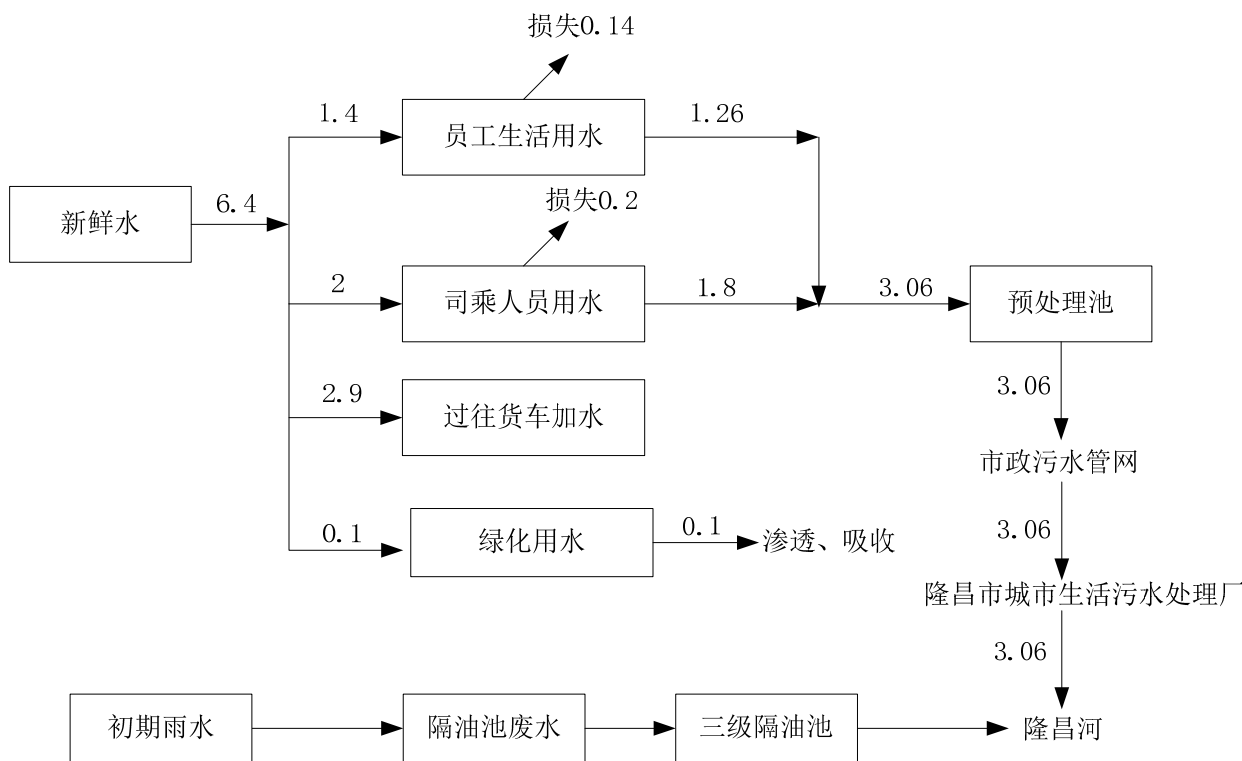 损失0.14
1.4
员工生活用水
1.26
新鲜水
6.4
损失0.2
2
司乘人员用水
1.8
3.06
预处理池
3.06
2.9
过往货车加水
市政污水管网
0.1
绿化用水
0.1
渗透、吸收
3.06
隆昌市城市生活污水处理厂
3.06
初期雨水
隔油池废水
三级隔油池
隆昌河